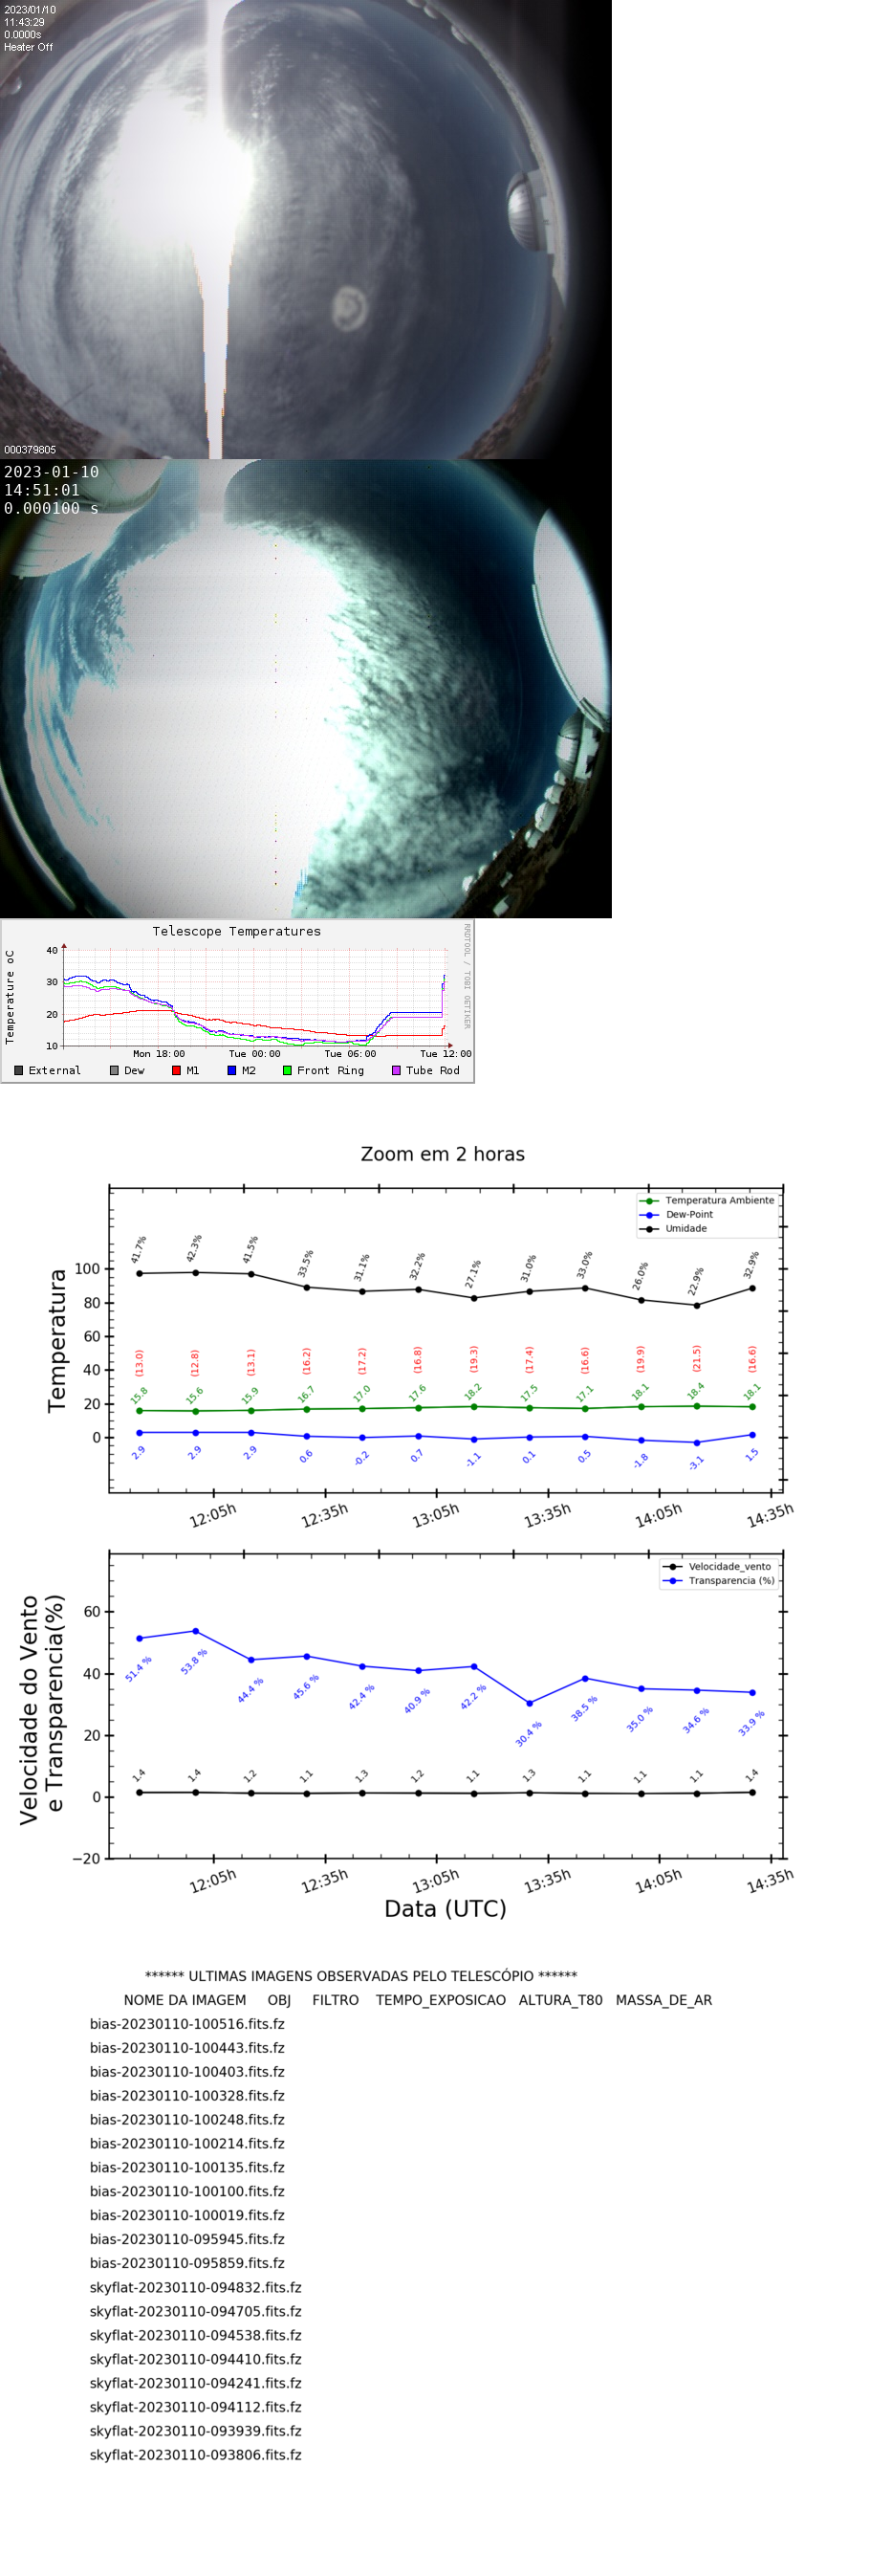 2023/01/10
11:43:29
0.0000s
Heater Off
000379805
2023-01-10
14:51:01
0.000100 s
Telescope Temperatures
RRDTOOL / TOBI OETIKER
Temperature oC
40
30
20
10
Mon 18:00 Tue 00:00 Tue 06:00 Tue 12:00
External Dew M1 M2 Front Ring Tube Rod
Zoom em 2 horas
Temperatura Ambiente
Dew-Point
Umidade
Temperatura
100
80
60
40
20
0
41.7% 42.3% 41.5% 33.5% 31.1% 32.2% 27.1% 31.0% 33.0% 26.0% 22.9% 32.9%
(13.0) (12.8) (13.1) (16.2) (17.2) (16.8) (19.3) (17.4) (16.6) (19.9) (21.5) (16.6)
15.8 15.6 15.9 16.7 17.0 17.6 18.2 17.5 17.1 18.1 18.4 18.1
2.9 2.9 2.9 0.6 -0.2 0.7 -1.1 0.1 0.5 -1.8 -3.1 1.5
12:05h 12:35h 13:05h 13:35h 14:05h 14:35h
Velocidade_vento
Transparencia (%)
Velocidade do Vento
e Transparencia(%)
60
40
20
0
−20
51.4 % 53.8 % 44.4 % 45.6 % 42.4 % 40.9 % 42.2 % 30.4 % 38.5 % 35.0 % 34.6 % 33.9 %
1.4 1.4 1.2 1.1 1.3 1.2 1.1 1.3 1.1 1.1 1.1 1.4
12:05h 12:35h 13:05h 13:35h 14:05h 14:35h
Data (UTC)
****** ULTIMAS IMAGENS OBSERVADAS PELO TELESCÓPIO ******
NOME DA IMAGEM OBJ FILTRO TEMPO_EXPOSICAO ALTURA_T80 MASSA_DE_AR
bias-20230110-100516.fits.fz
bias-20230110-100443.fits.fz
bias-20230110-100403.fits.fz
bias-20230110-100328.fits.fz
bias-20230110-100248.fits.fz
bias-20230110-100214.fits.fz
bias-20230110-100135.fits.fz
bias-20230110-100100.fits.fz
bias-20230110-100019.fits.fz
bias-20230110-095945.fits.fz
bias-20230110-095859.fits.fz
skyflat-20230110-094832.fits.fz
skyflat-20230110-094705.fits.fz
skyflat-20230110-094538.fits.fz
skyflat-20230110-094410.fits.fz
skyflat-20230110-094241.fits.fz
skyflat-20230110-094112.fits.fz
skyflat-20230110-093939.fits.fz
skyflat-20230110-093806.fits.fz